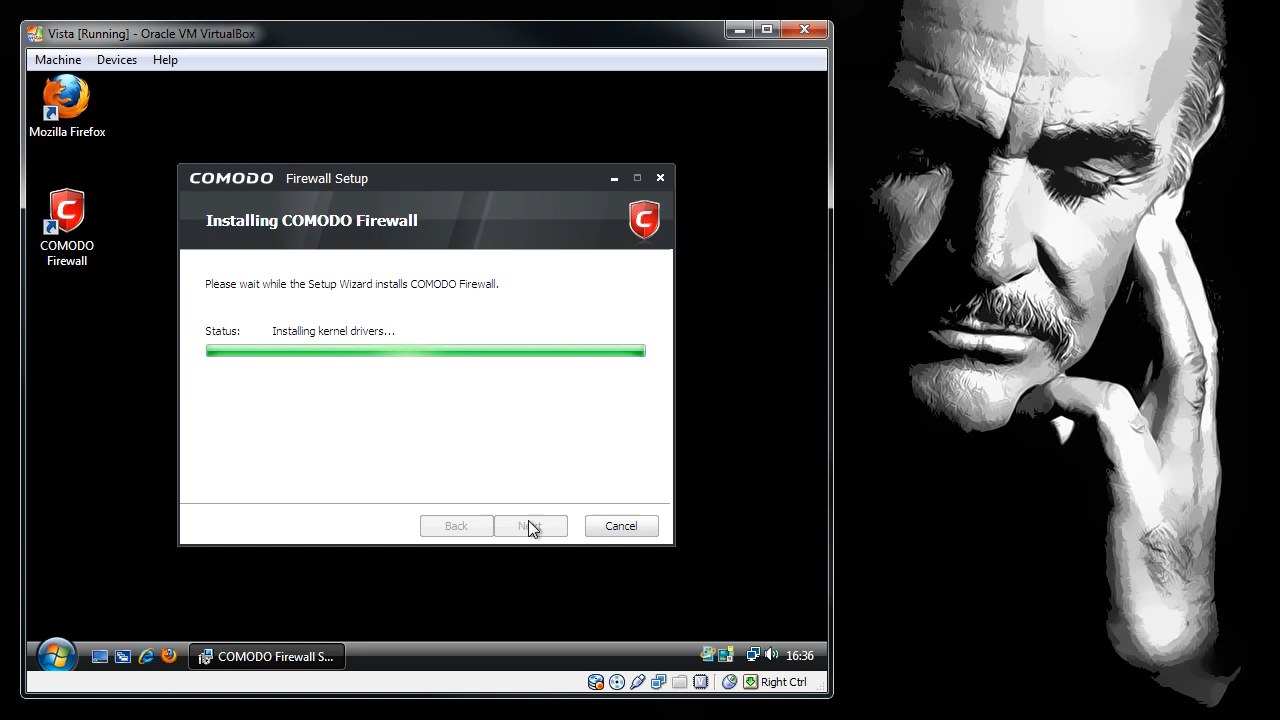 Vista [Running] - Oracle VM VirtualBox
Machine Devices Help
Mozilla Firefox
COMODO
Firewall
COMODO Firewall Setup
Installing COMODO Firewall
C
Please wait while the Setup Wizard installs COMODO Firewall.
Status: Installing kernel drivers...
Back Cancel
COMODO Firewall S...
16:36
Right Ctrl